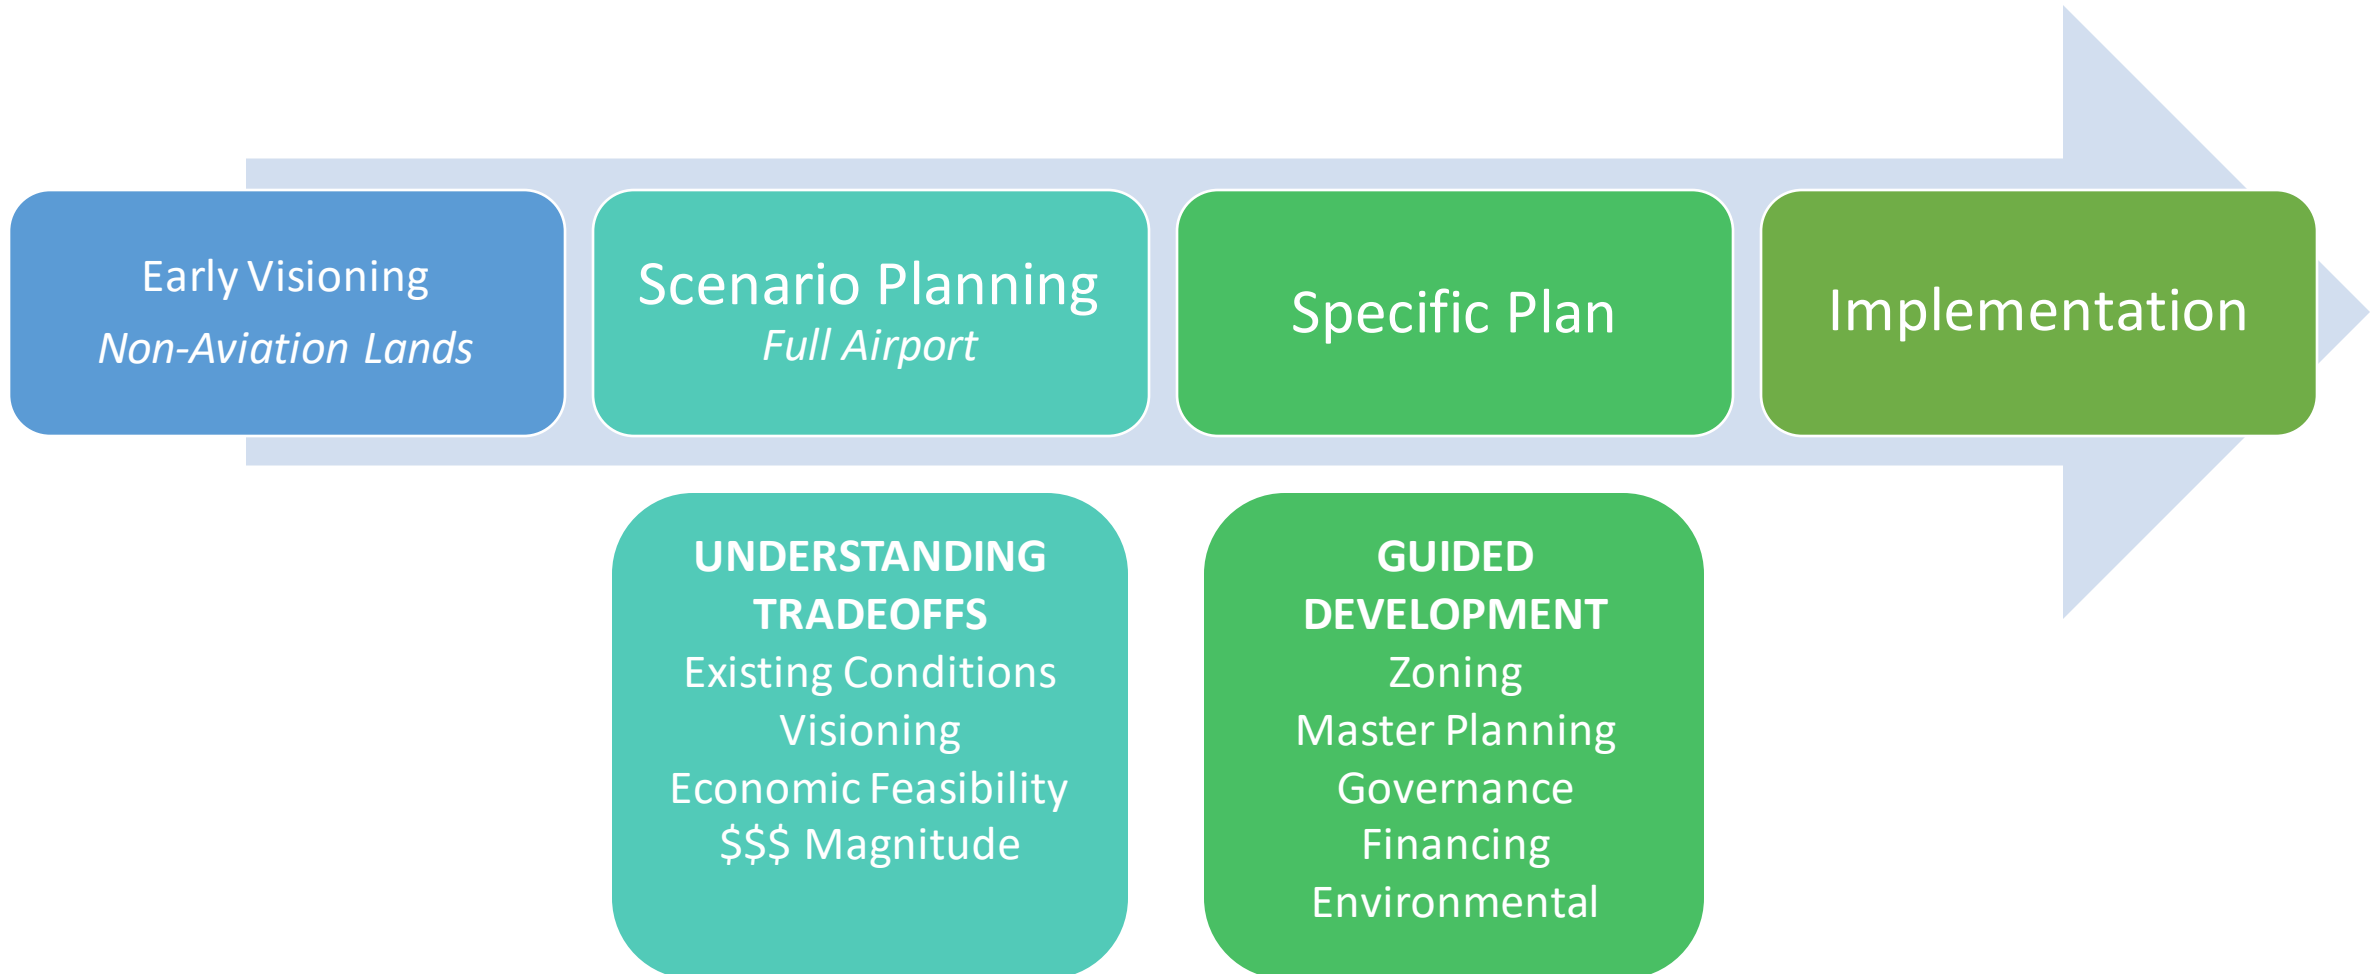 Early Visioning
Non-Aviation Lands
Scenario Planning
Full Airport
Specific Plan
Implementation
UNDERSTANDING
TRADEOFFS
Existing Conditions
Visioning
Economic Feasibility
$$$ Magnitude
GUIDED
DEVELOPMENT
Zoning
Master Planning
Governance
Financing
Environmental